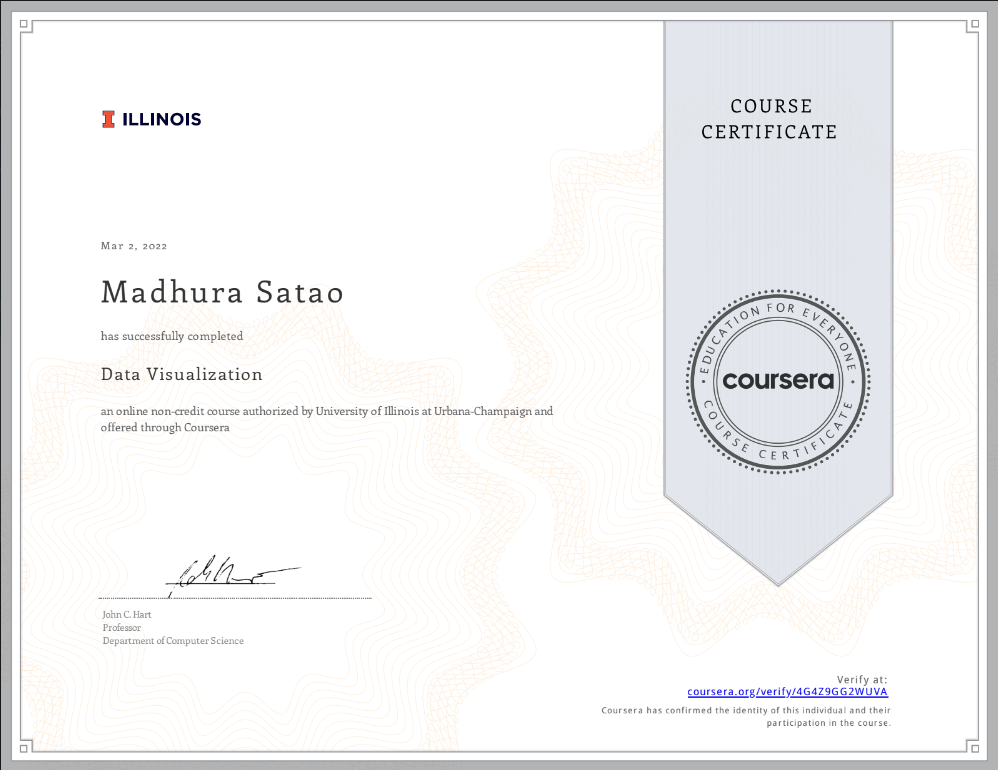 ILLINOIS
COURSE
CERTIFICATE
Mar 2, 2022
Madhura Satao
has successfully completed
Data Visualization
an online non-credit course authorized by University of Illinois at Urbana-Champaign and
offered through Coursera
EDUCATION FOR EVERYONE
coursera
COURSE CERTIFICATE
John C. Hart
Professor
Department of Computer Science
Verify at:
coursera.org/verify/4G4Z9GG2WUVA
Coursera has confirmed the identity of this individual and their
participation in the course.